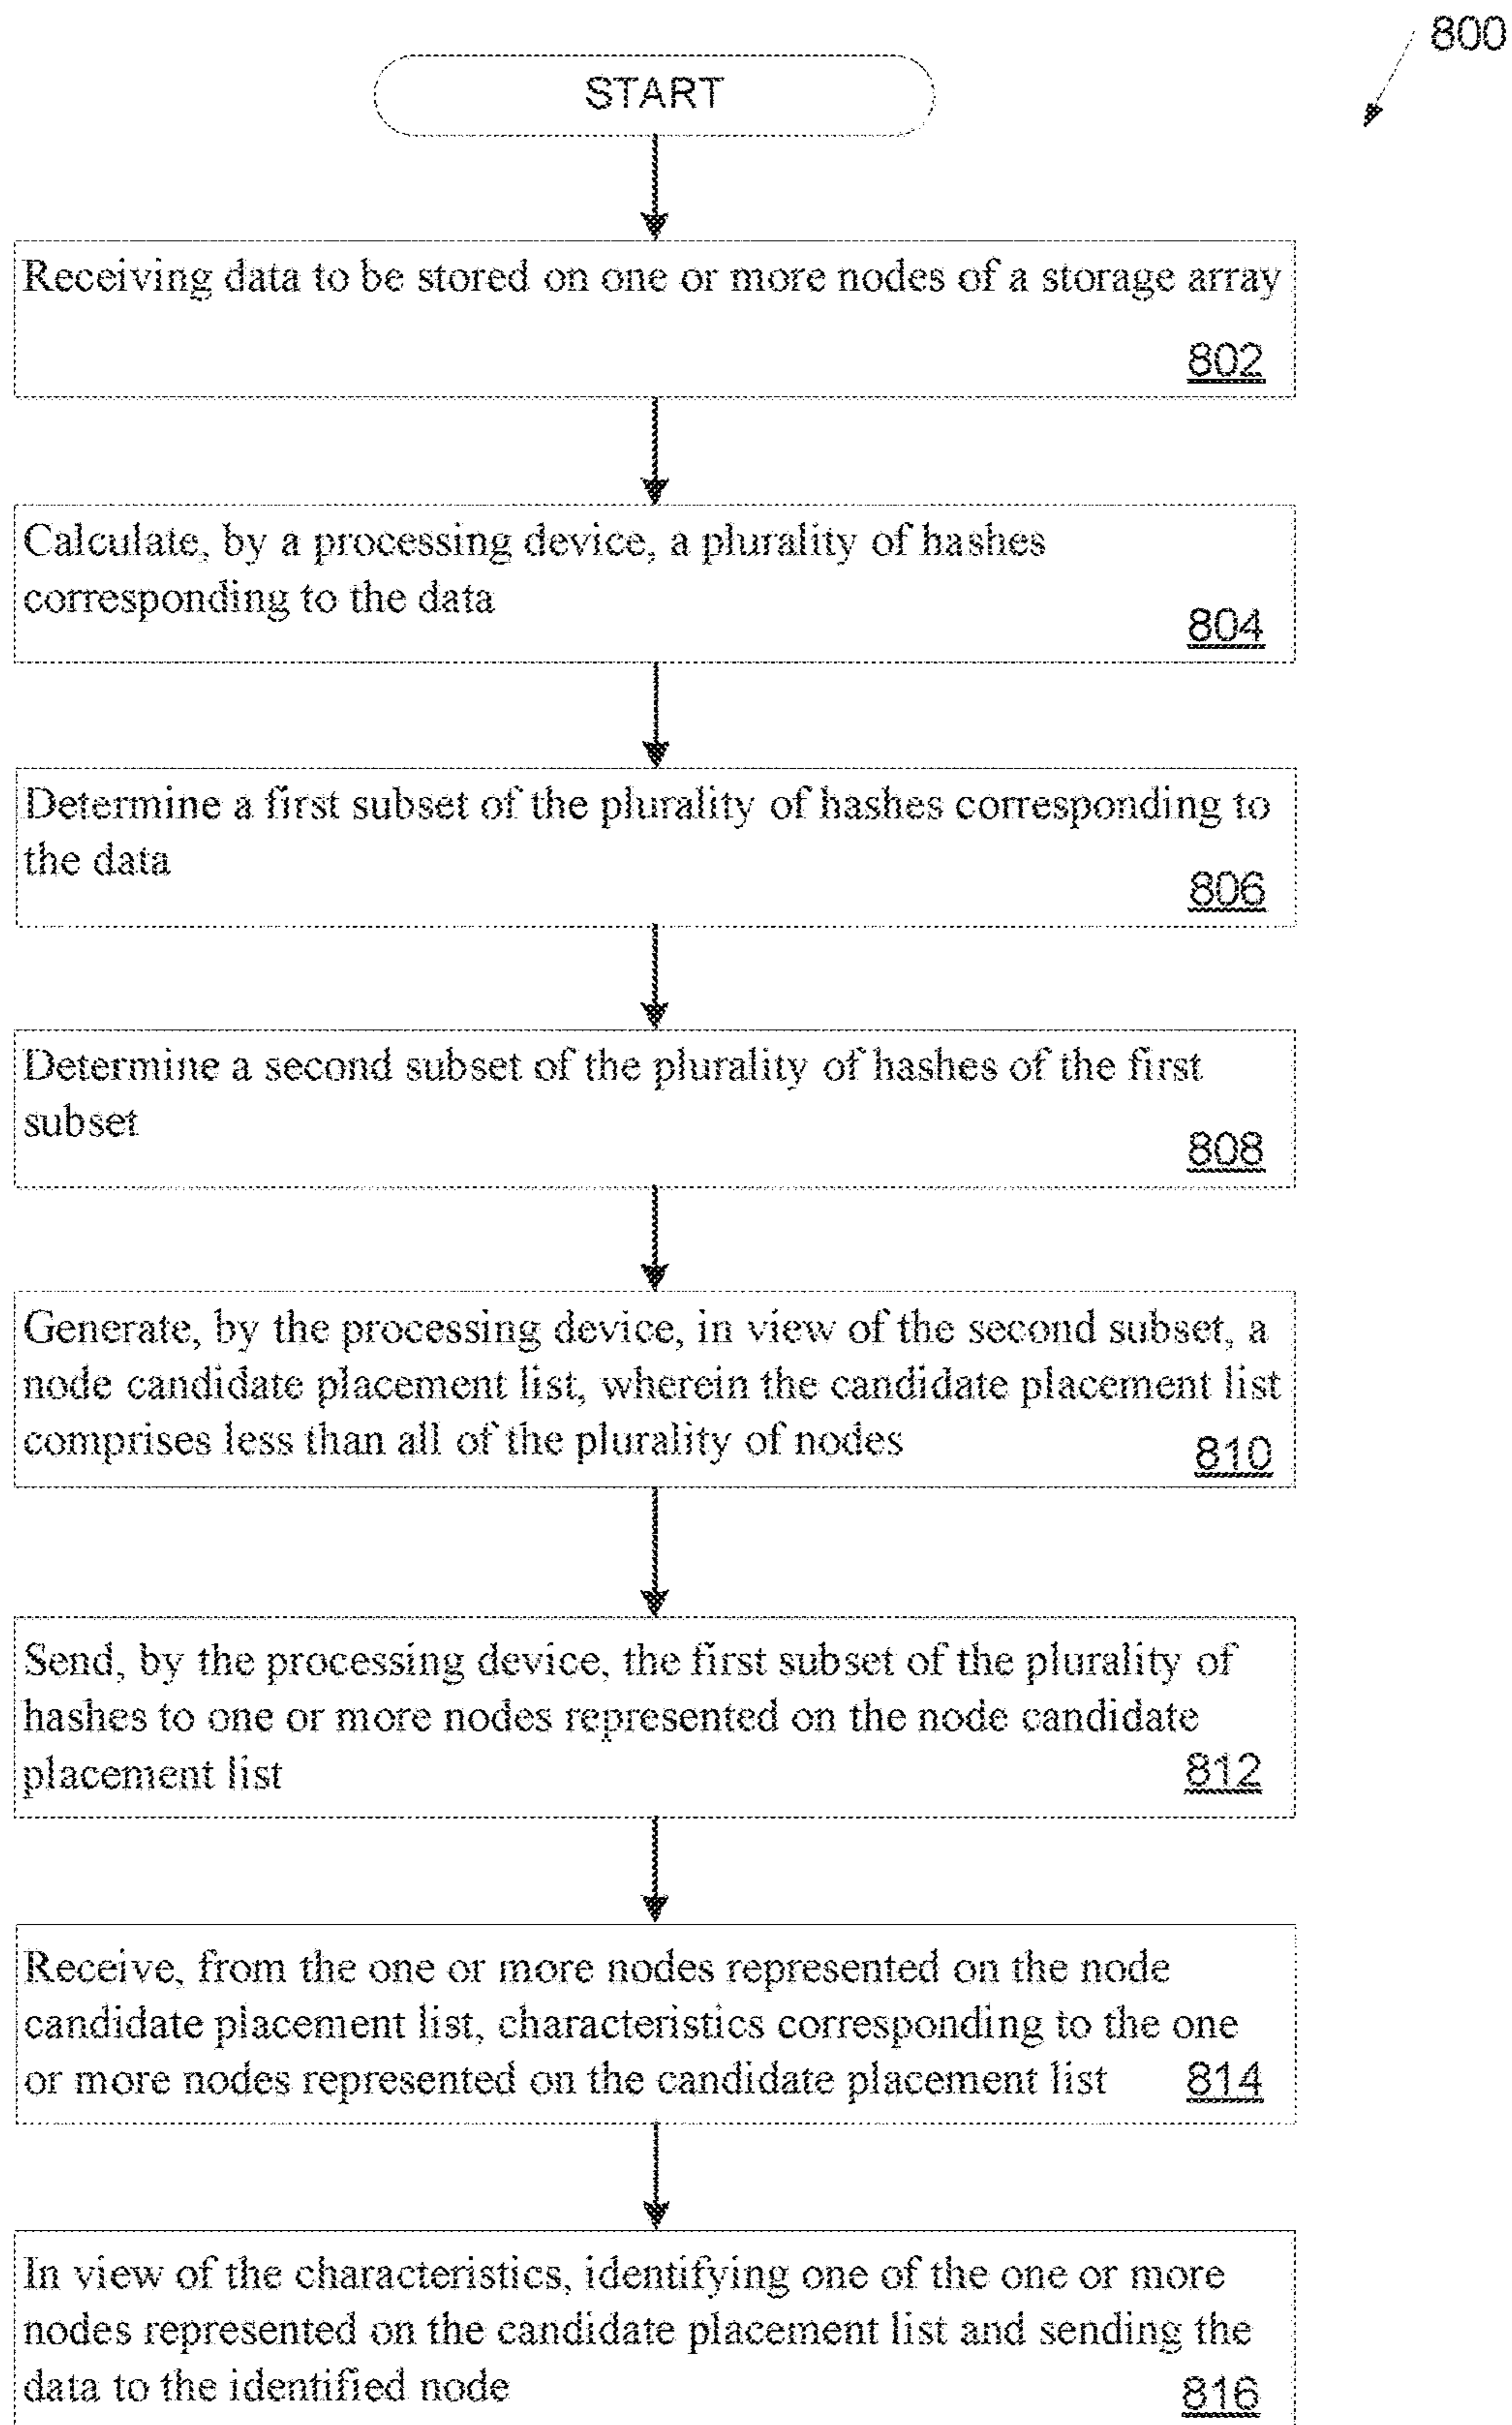 800
START
Receiving data to be stored on one or more nodes of a storage array
802
Calculate, by a processing device, a plurality of hashes
corresponding to the data
804
Determine a first subset of the plurality of hashes corresponding to
the data
806
Determine a second subset of the plurality of hashes of the first
subset
808
Generate, by the processing device, in view of the second subset, a
node candidate placement list, wherein the candidate placement list
comprises less than all of the plurality of nodes
810
Send, by the processing device, the first subset of the plurality of
hashes to one or more nodes represented on the node candidate
placement list
812
Receive, from the one or more nodes represented on the node
candidate placement list, characteristics corresponding to the one
or more nodes represented on the candidate placement list
814
In view of the characteristics, identifying one of the one or more
nodes represented on the candidate placement list and sending the
data to the identified node
816